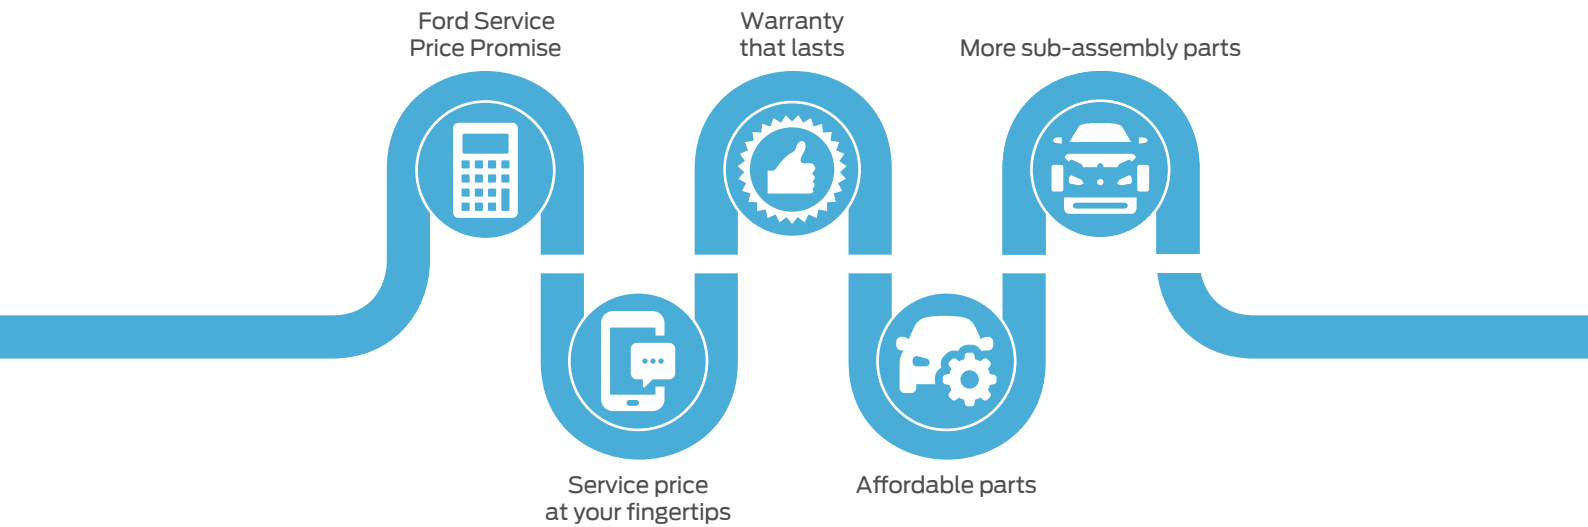 Ford Service
Price Promise
Warranty
that lasts
More sub-assembly parts
Service price
at your fingertips
Affordable parts